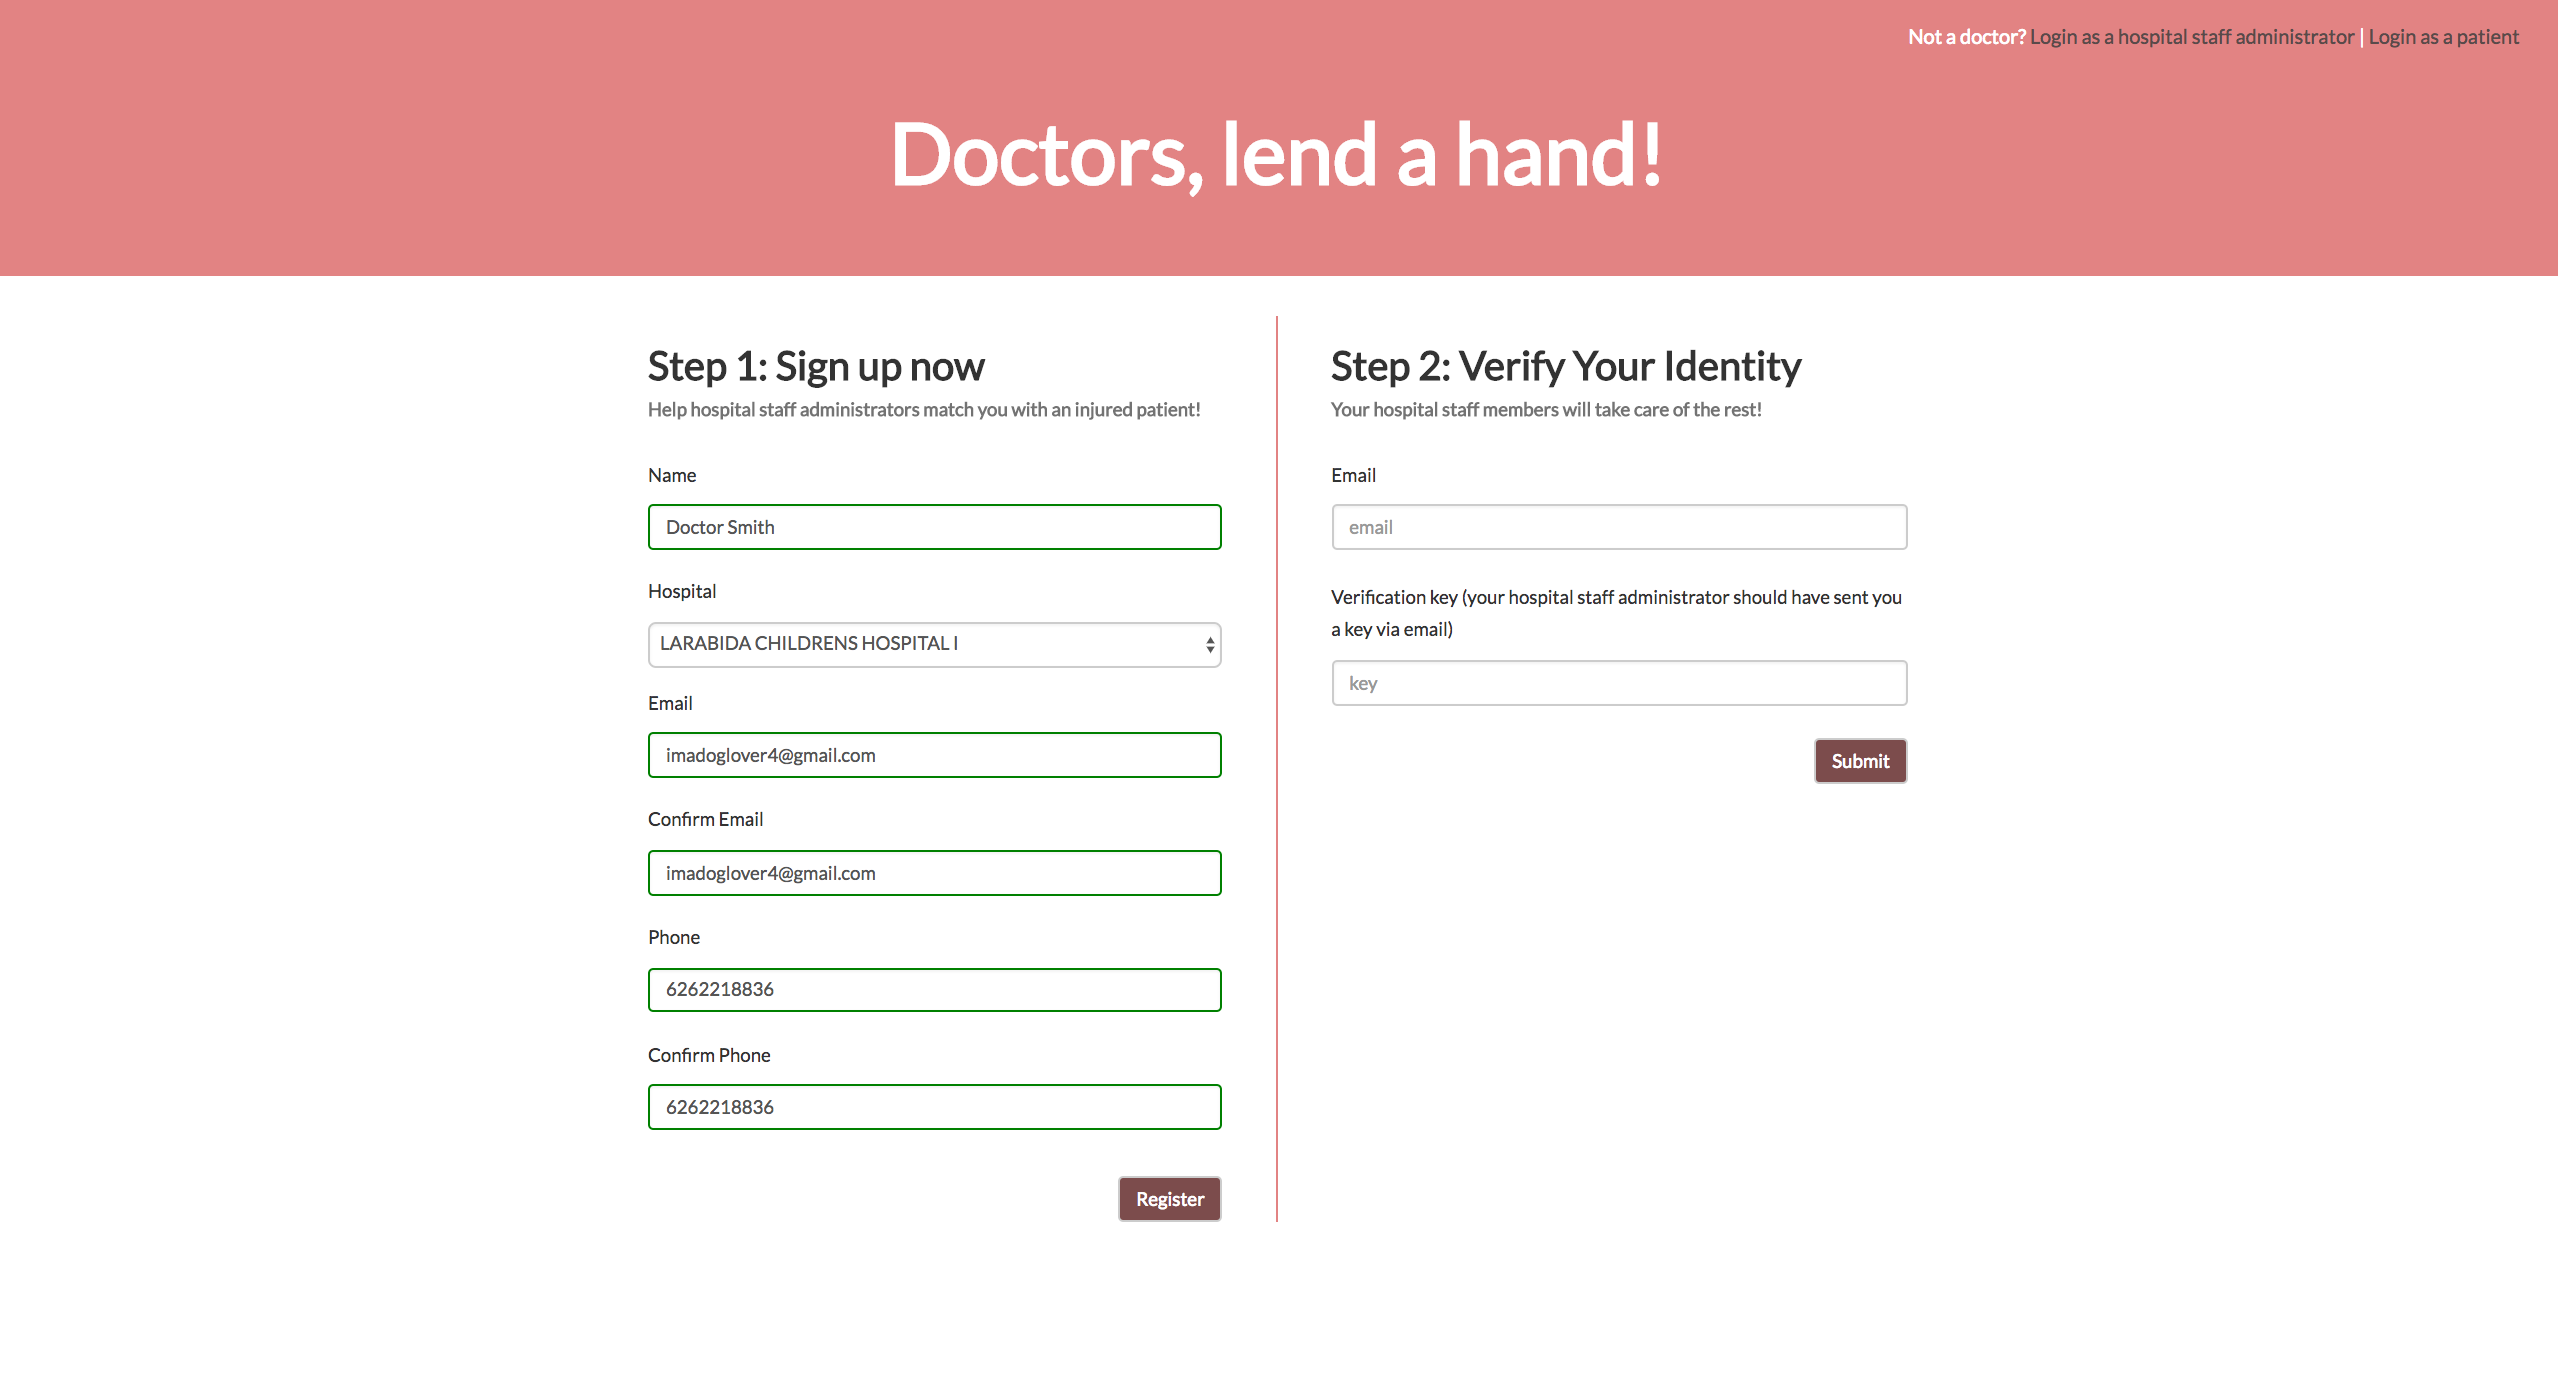 Not a doctor? Login as a hospital staff administrator | Login as a patient
Doctors, lend a hand!
Step 1: Sign up now
Help hospital staff administrators match you with an injured patient!
Name
Doctor Smith
Hospital
LARABIDA CHILDRENS HOSPITAL I
Email
imadoglover4@gmail.com
Confirm Email
imadoglover4@gmail.com
Phone
6262218836
Confirm Phone
6262218836
Register
Step 2: Verify Your Identity
Your hospital staff members will take care of the rest!
Email
email
Verification key (your hospital staff administrator should have sent you
a key via email)
key
Submit